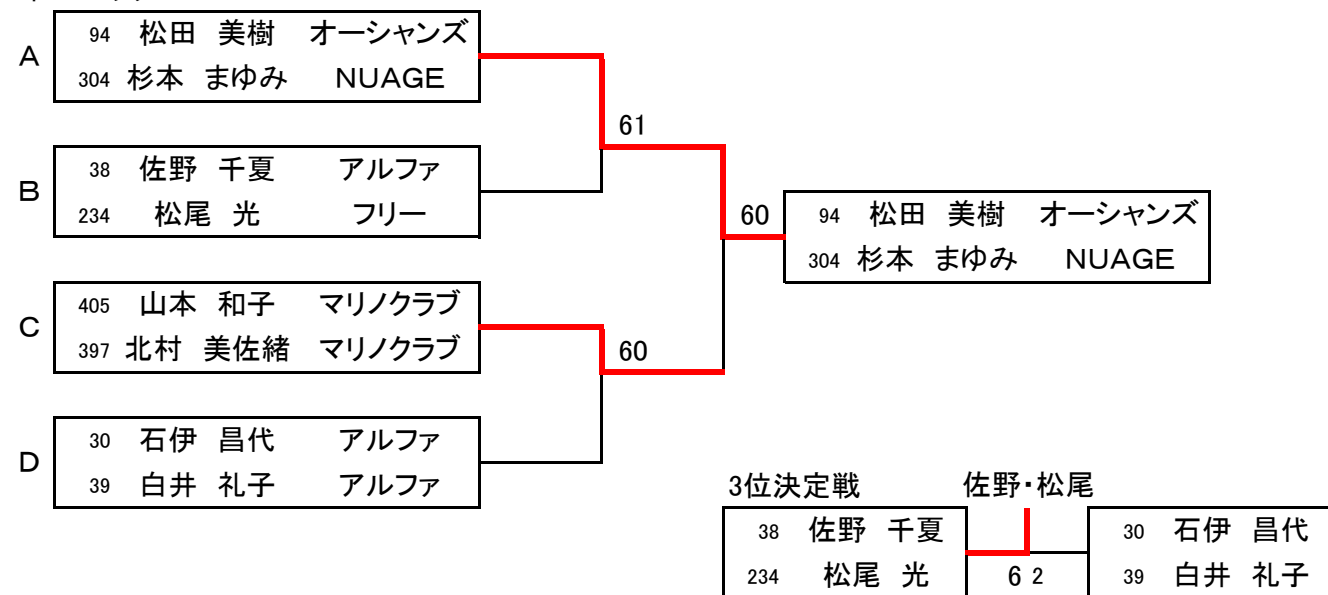 A
94 松田 美樹 オーシャンズ
304 杉本 まゆみ NUAGE
61
B
38 佐野 千夏 アルファ
234 松尾 光 フリー
60
94 松田 美樹 オーシャンズ
304 杉本 まゆみ NUAGE
C
405 山本 和子 マリノクラブ
397 北村 美佐緒 マリノクラブ
60
D
30 石伊 昌代 アルファ
39 白井 礼子 アルファ
3位決定戦 佐野・松尾
38 佐野 千夏
234 松尾 光
6 2
30 石伊 昌代
39 白井 礼子